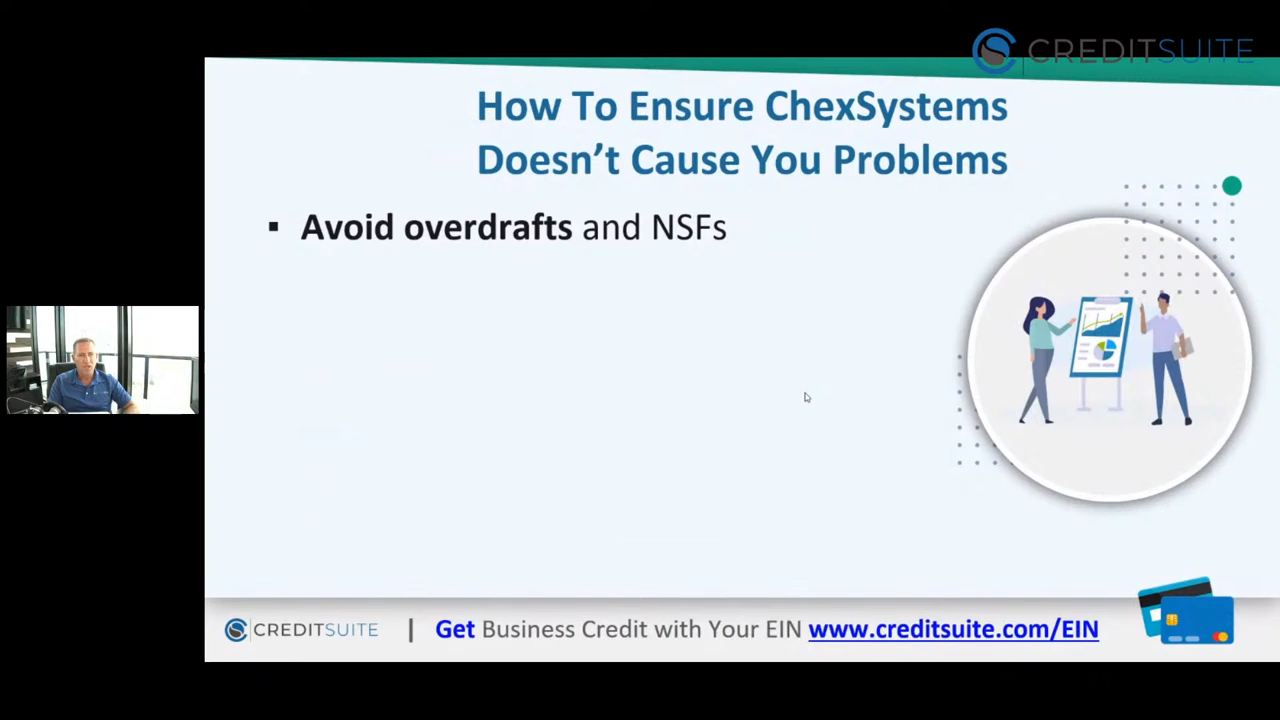 CREDITSUITE
How To Ensure ChexSystems
Doesn’t Cause You Problems
▪ Avoid overdrafts and NSFs
CREDITSUITE | Get Business Credit with Your EIN www.creditsuite.com/EIN